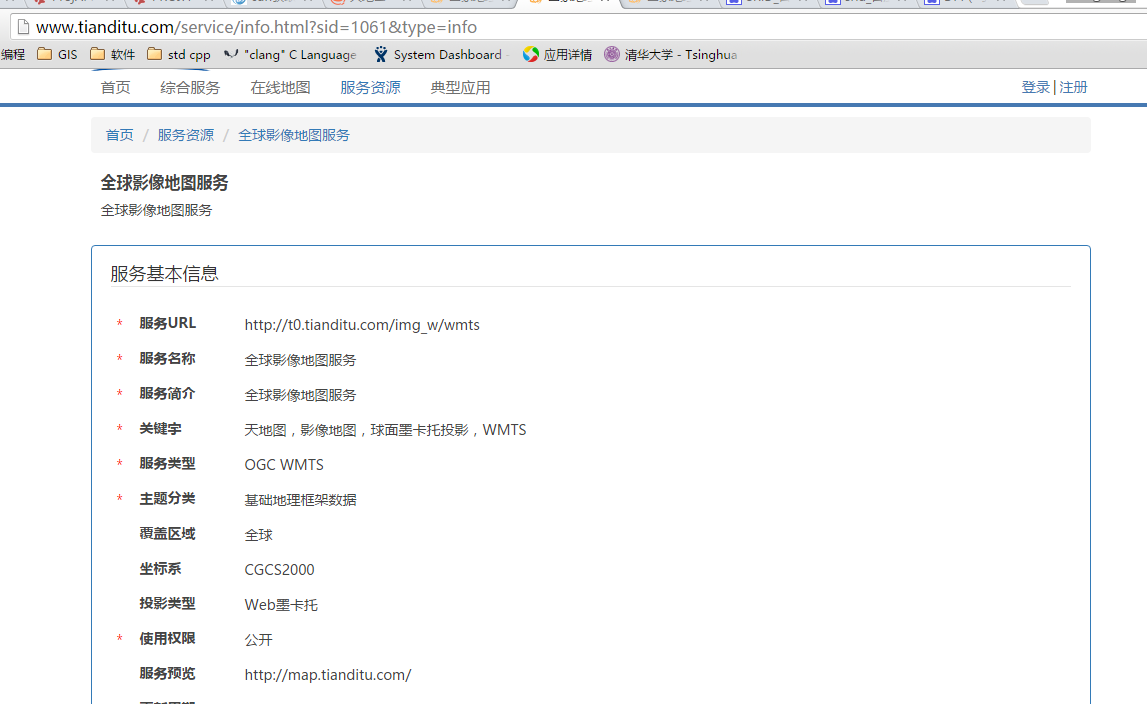 www.tianditu.com/service/info.html?sid=1061&type=info
编程 GIS 软件 std cpp "clang" C Language System Dashboard 应用详情 清华大学 - Tsinghua
首页 综合服务 在线地图 服务资源 典型应用 登录 | 注册
首页 / 服务资源 / 全球影像地图服务
全球影像地图服务
全球影像地图服务
服务基本信息
* 服务URL http://t0.tianditu.com/img_w/wmts
* 服务名称 全球影像地图服务
* 服务简介 全球影像地图服务
* 关键字 天地图，影像地图，球面墨卡托投影，WMTS
* 服务类型 OGC WMTS
* 主题分类 基础地理框架数据
覆盖区域 全球
坐标系 CGCS2000
投影类型 Web墨卡托
* 使用权限 公开
服务预览 http://map.tianditu.com/